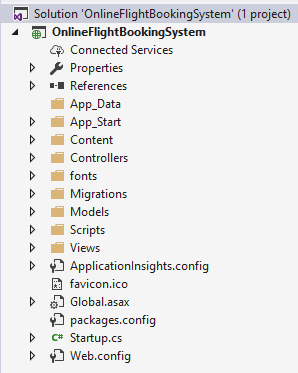 Solution 'OnlineFlightBookingSystem' (1 project)
OnlineFlightBookingSystem
Connected Services
Properties
References
App_Data
App_Start
Content
Controllers
fonts
Migrations
Models
Scripts
Views
ApplicationInsights.config
favicon.ico
Global.asax
packages.config
C# Startup.cs
Web.config